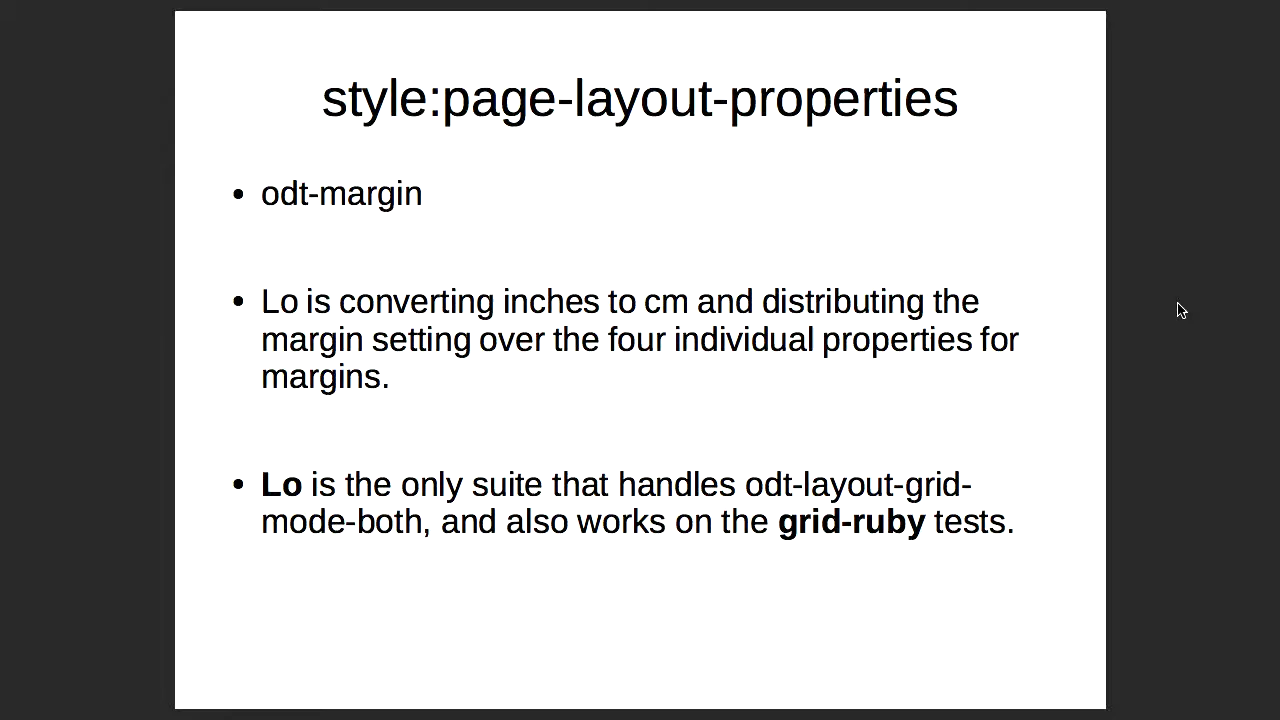 style:page-layout-properties
• odt-margin
• Lo is converting inches to cm and distributing the
margin setting over the four individual properties for
margins.
• Lo is the only suite that handles odt-layout-grid-
mode-both, and also works on the grid-ruby tests.